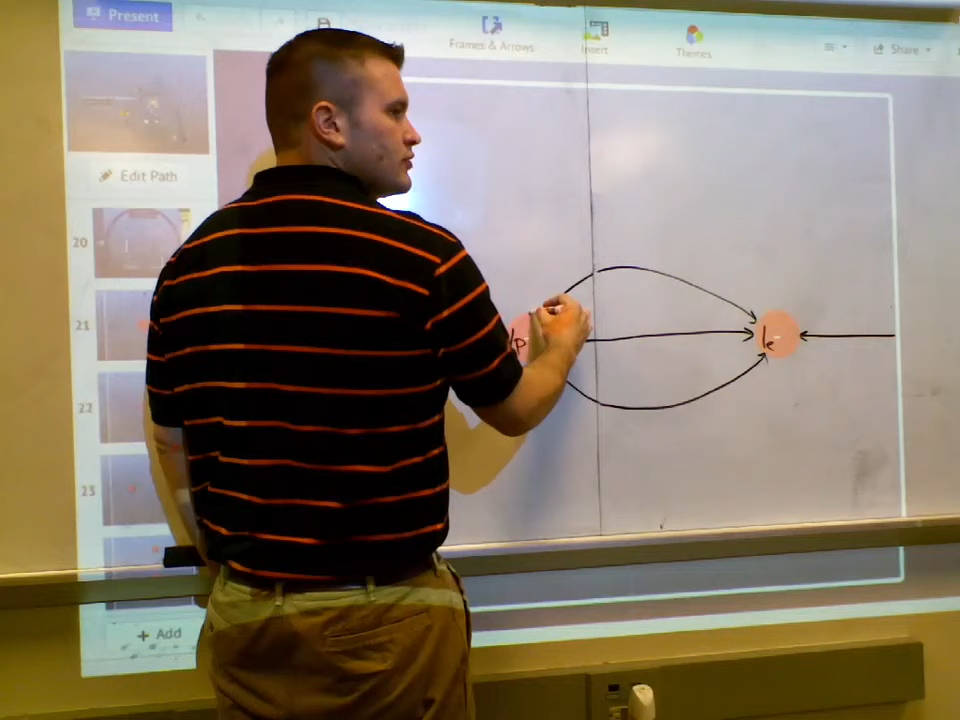 Present
Frames & Arrows
Insert
Themes
Share
Edit Path
20
21
22
23
+ Add